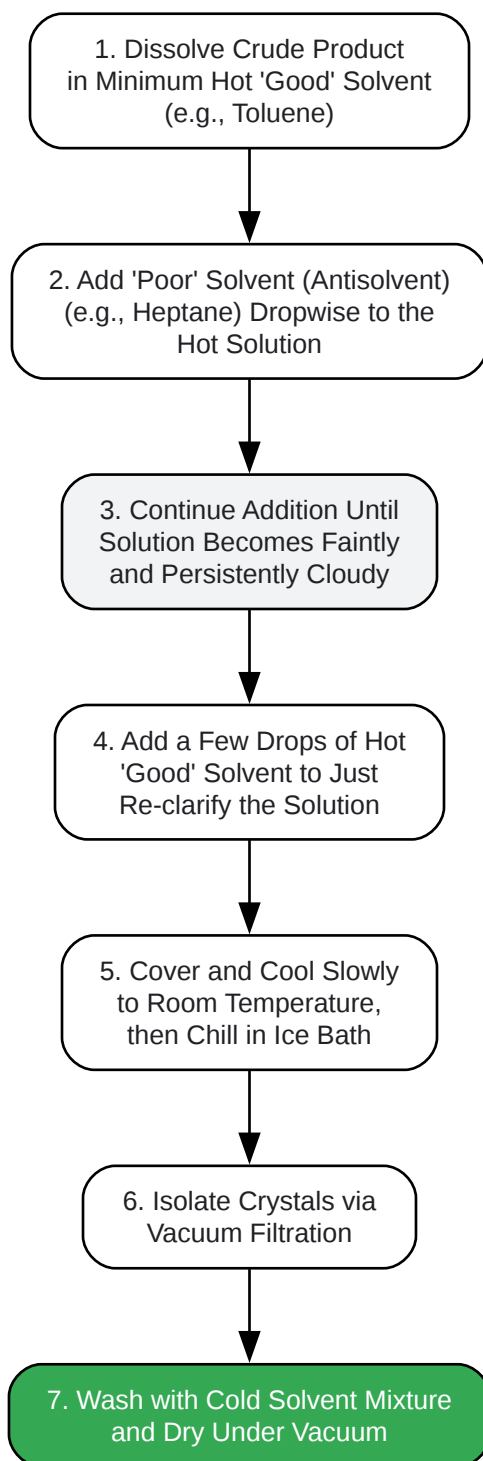 1. Dissolve Crude Product
in Minimum Hot 'Good' Solvent
(e.g., Toluene)
2. Add 'Poor' Solvent (Antisolvent)
(e.g., Heptane) Dropwise to the
Hot Solution
3. Continue Addition Until
Solution Becomes Faintly
and Persistently Cloudy
4. Add a Few Drops of Hot
'Good' Solvent to Just
Re-clarify the Solution
5. Cover and Cool Slowly
to Room Temperature,
then Chill in Ice Bath
6. Isolate Crystals via
Vacuum Filtration
7. Wash with Cold Solvent Mixture
and Dry Under Vacuum